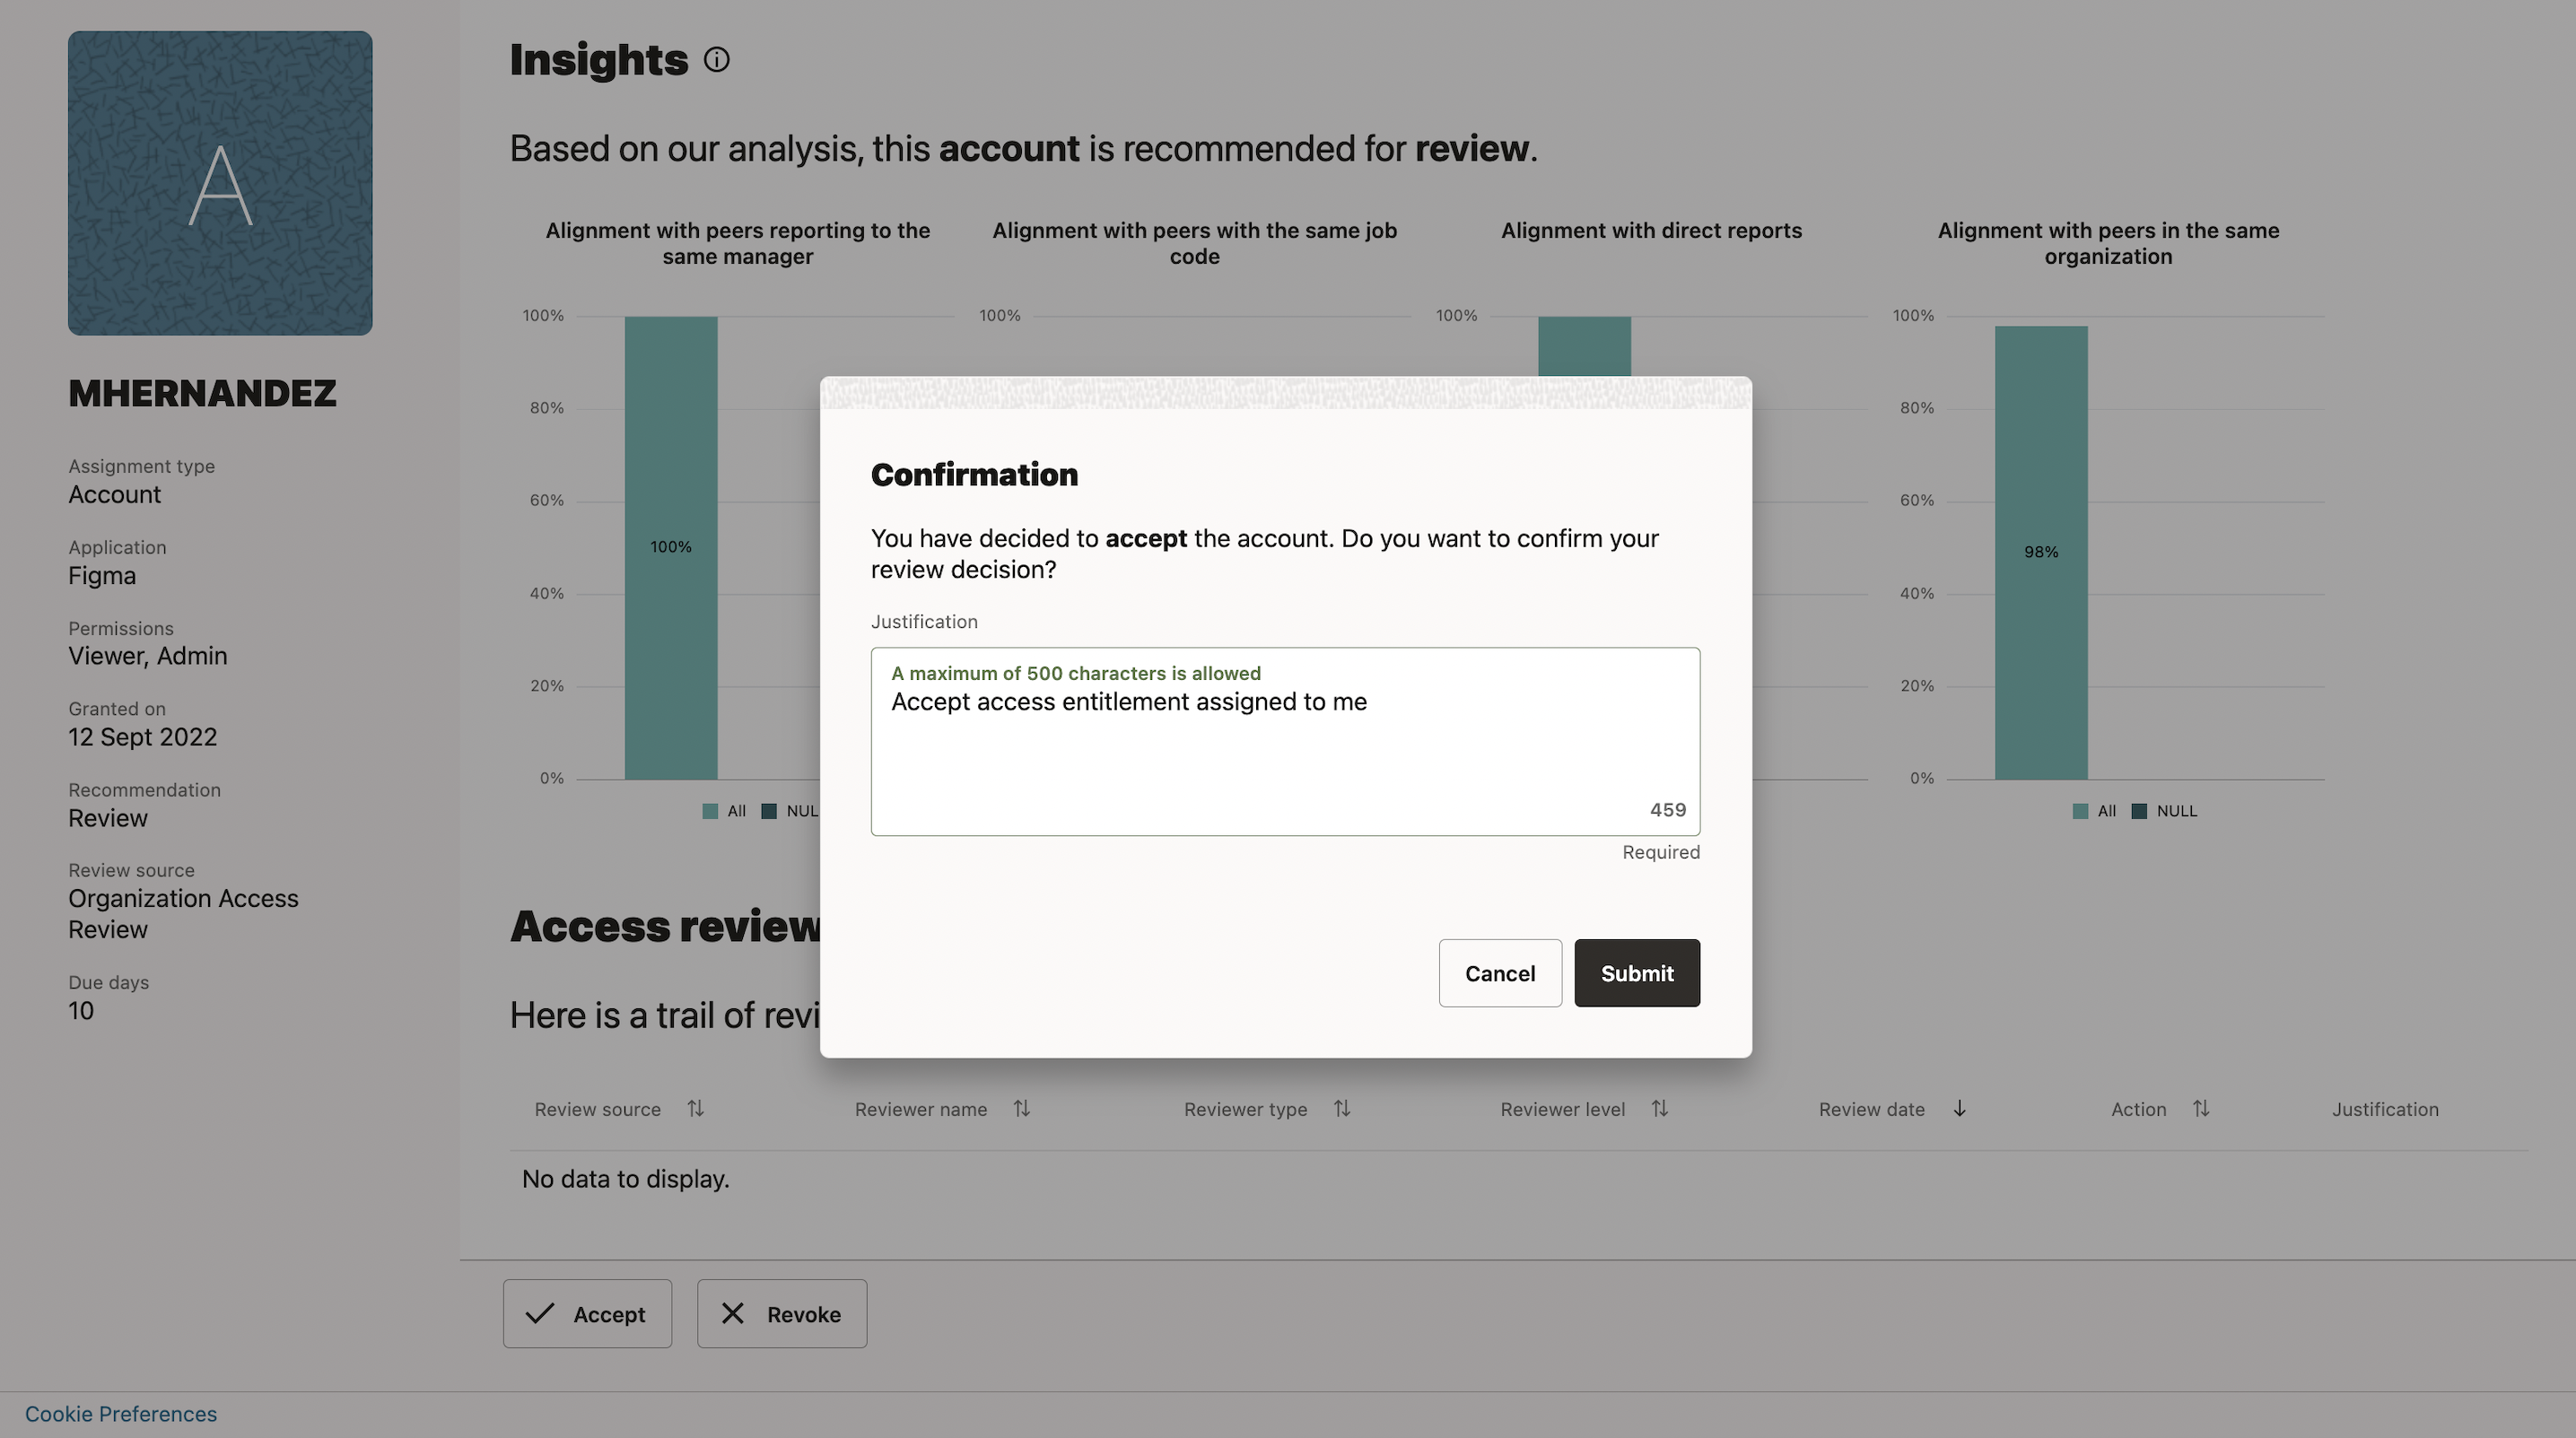 A
MHERNANDEZ
Assignment type
Account
Application
Figma
Permissions
Viewer, Admin
Granted on
12 Sept 2022
Recommendation
Review
Review source
Organization Access
Review
Due days
10
Insights
Based on our analysis, this account is recommended for review.
Alignment with peers reporting to the
same manager
100%
80%
60%
40%
20%
0%
100%
All NUL
Alignment with peers with the same job
code
100%
Alignment with direct reports
100%
Alignment with peers in the same
organization
100%
80%
60%
40%
20%
0%
98%
All NULL
Confirmation
You have decided to accept the account. Do you want to confirm your
review decision?
Justification
A maximum of 500 characters is allowed
Accept access entitlement assigned to me
459
Required
Cancel Submit
Access review
Here is a trail of revi
Review source Reviewer name Reviewer type Reviewer level Review date Action Justification
No data to display.
Accept Revoke
Cookie Preferences